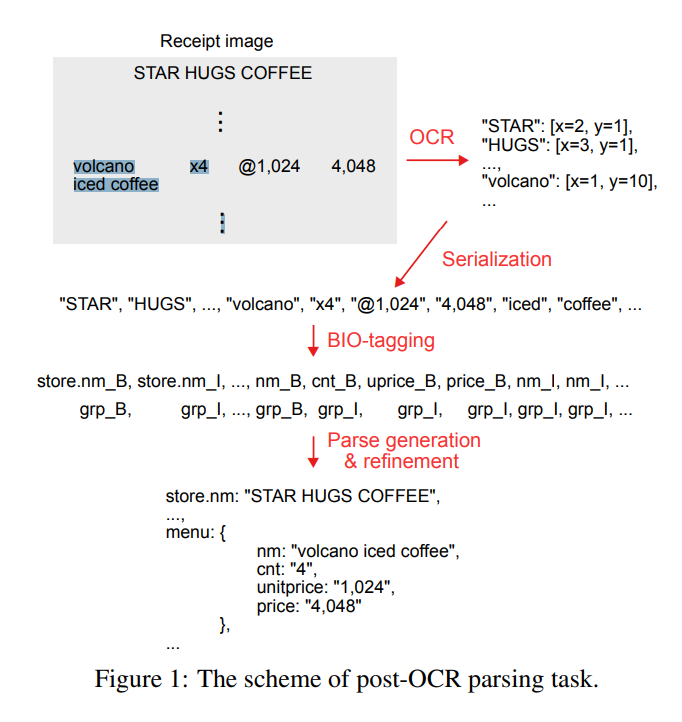 Receipt image
STAR HUGS COFFEE
⋮
volcano x4 @1,024 4,048
iced coffee
⋮
OCR
"STAR": [x=2, y=1],
"HUGS": [x=3, y=1],
...,
"volcano": [x=1, y=10],
...
Serialization
"STAR", "HUGS", ..., "volcano", "x4", "@1,024", "4,048", "iced", "coffee", ...
BIO-tagging
store.nm_B, store.nm_I, ..., nm_B, cnt_B, uprice_B, price_B, nm_I, nm_I, ...
grp_B, grp_I, ..., grp_B, grp_I, grp_I, grp_I, grp_I, grp_I, ...
Parse generation
& refinement
store.nm: "STAR HUGS COFFEE",
...,
menu: {
nm: "volcano iced coffee",
cnt: "4",
unitprice: "1,024",
price: "4,048"
},
...
Figure 1: The scheme of post-OCR parsing task.